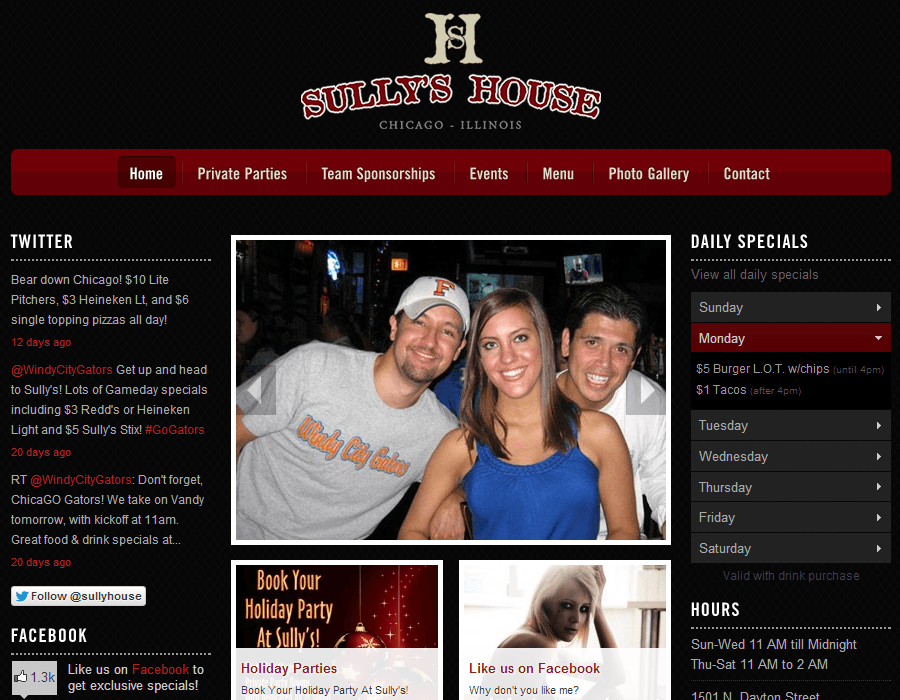 HS
SULLY'S HOUSE
CHICAGO - ILLINOIS
Home
Private Parties
Team Sponsorships
Events
Menu
Photo Gallery
Contact
TWITTER
Bear down Chicago! $10 Lite
Pitchers, $3 Heineken Lt, and $6
single topping pizzas all day!
12 days ago
@WindyCityGators Get up and head
to Sully's! Lots of Gameday specials
including $3 Redd's or Heineken
Light and $5 Sully's Stix! #GoGators
20 days ago
RT @WindyCityGators: Don't forget,
ChicaGO Gators! We take on Vandy
tomorrow, with kickoff at 11am.
Great food & drink specials at...
20 days ago
Follow @sullyhouse
FACEBOOK
1.3k
Like us on Facebook to
get exclusive specials!
F
Windy City Gators
Book Your
Holiday Party
At Sully's!
Holiday Parties
Book Your Holiday Party At Sully's!
Like us on Facebook
Why don't you like me?
DAILY SPECIALS
View all daily specials
Sunday
Monday
$5 Burger L.O.T. w/chips (until 4pm)
$1 Tacos (after 4pm)
Tuesday
Wednesday
Thursday
Friday
Saturday
Valid with drink purchase
HOURS
Sun-Wed 11 AM till Midnight
Thu-Sat 11 AM to 2 AM
1501 N. Dayton Street